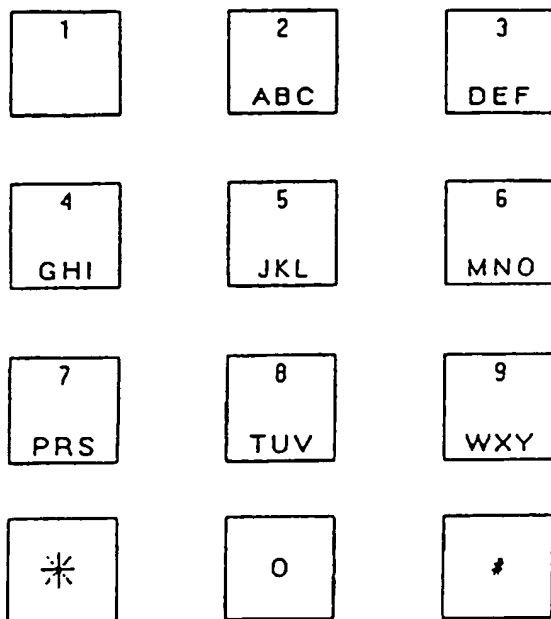 1 2 3
ABC DEF
4 5 6
GHI JKL MNO
7 8 9
PRS TUV WXY
* 0 #